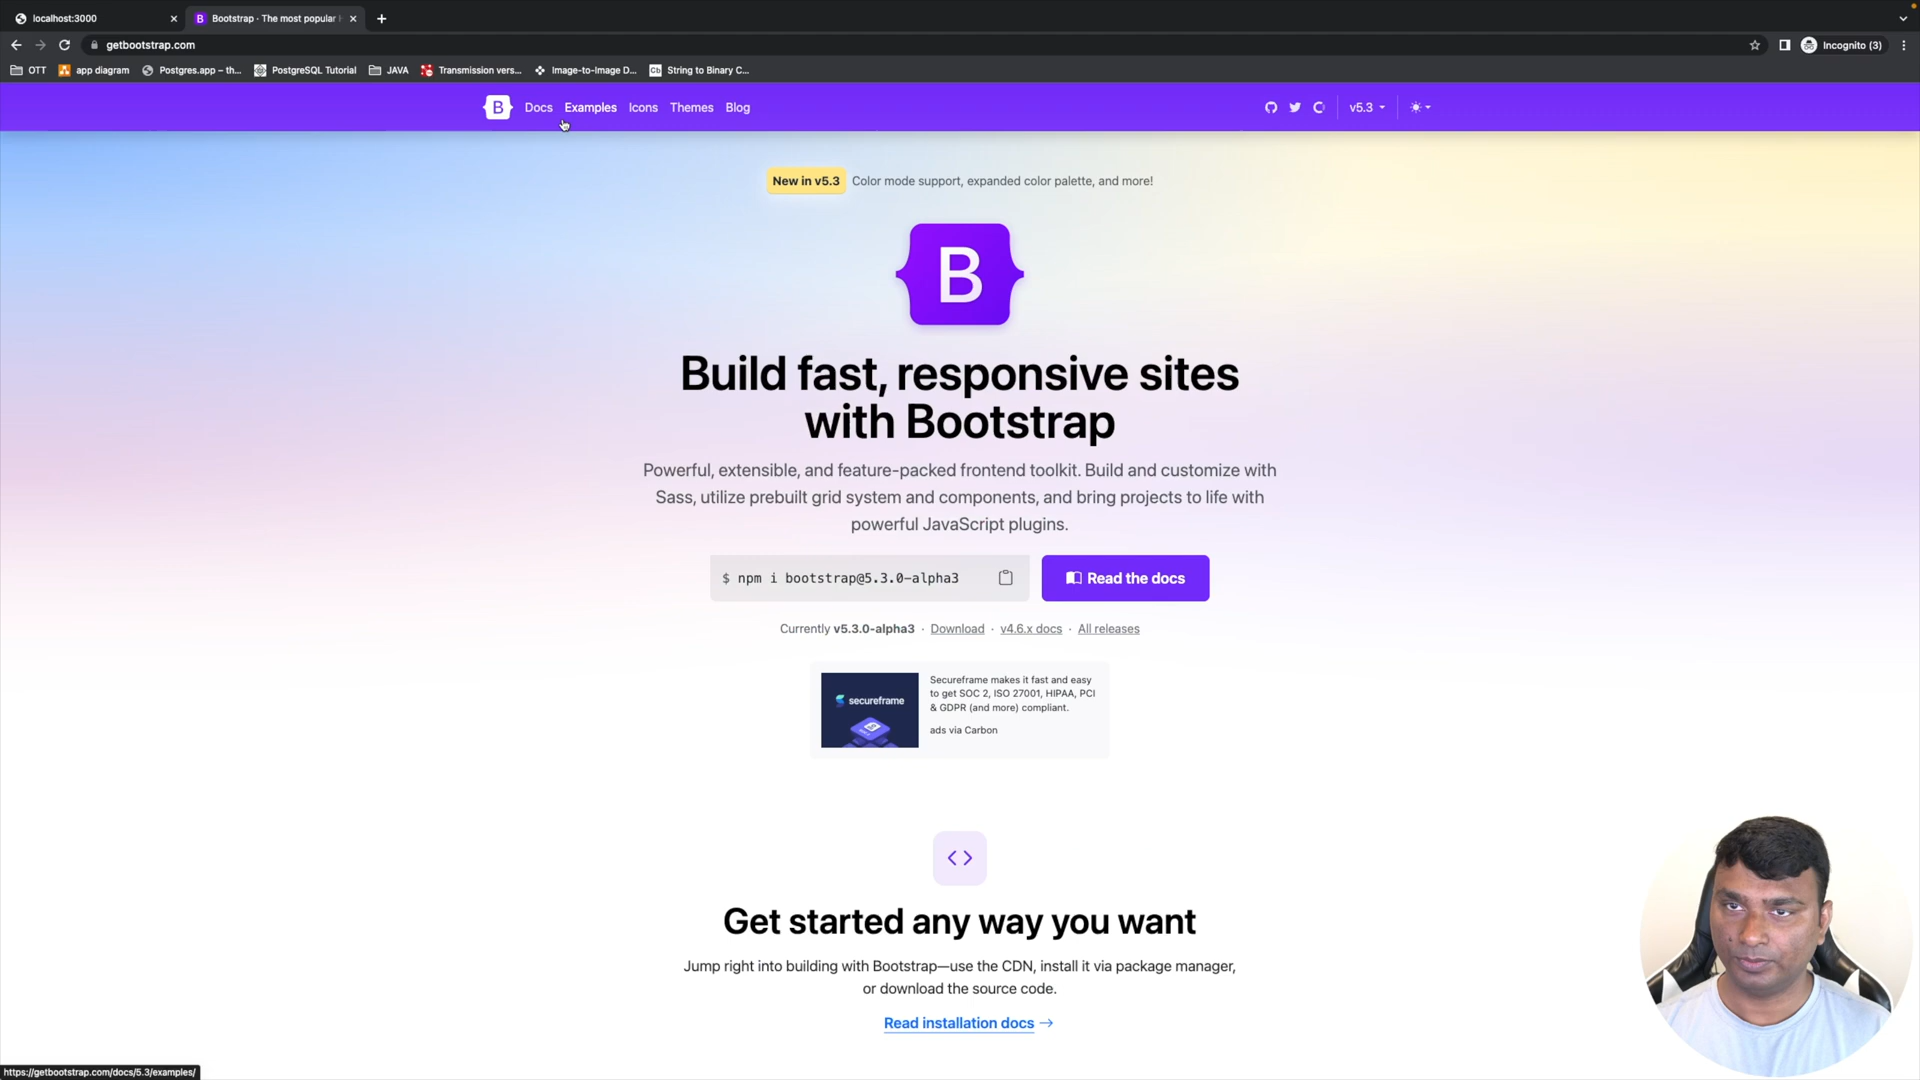 localhost:3000
Bootstrap · The most popular
getbootstrap.com
Incognito (3)
OTT
app diagram
Postgres.app – th...
PostgreSQL Tutorial
JAVA
Transmission vers...
Image-to-Image D...
Cb
String to Binary C...
B
Docs
Examples
Icons
Themes
Blog
v5.3
New in v5.3
Color mode support, expanded color palette, and more!
B
Build fast, responsive sites
with Bootstrap
Powerful, extensible, and feature-packed frontend toolkit. Build and customize with
Sass, utilize prebuilt grid system and components, and bring projects to life with
powerful JavaScript plugins.
$ npm i bootstrap@5.3.0-alpha3
Read the docs
Currently v5.3.0-alpha3 · Download · v4.6.x docs · All releases
secureframe
Secureframe makes it fast and easy
to get SOC 2, ISO 27001, HIPAA, PCI
& GDPR (and more) compliant.
ads via Carbon
Get started any way you want
Jump right into building with Bootstrap—use the CDN, install it via package manager,
or download the source code.
Read installation docs
https://getbootstrap.com/docs/5.3/examples/